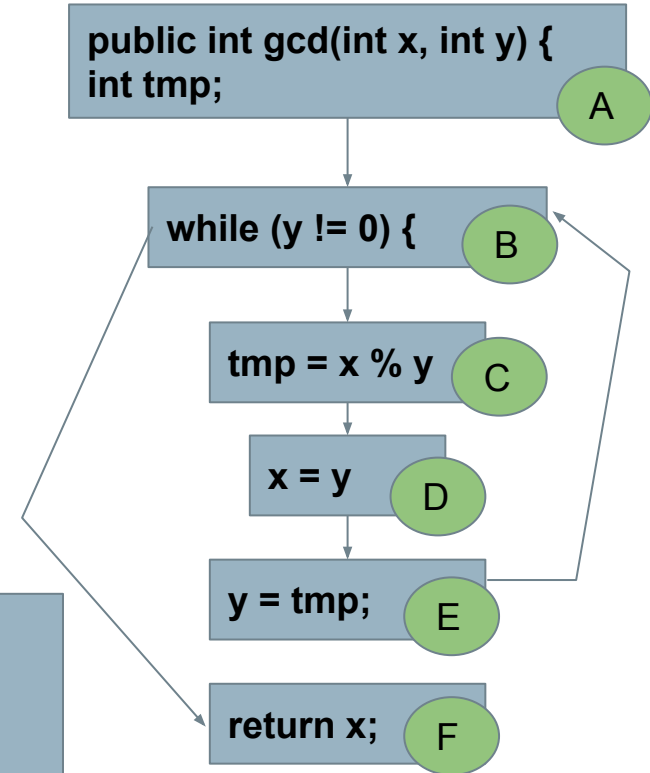 public int gcd(int x, int y) {
int tmp;
A
while (y != 0) {
B
tmp = x % y
C
x = y
D
y = tmp;
E
return x;
F